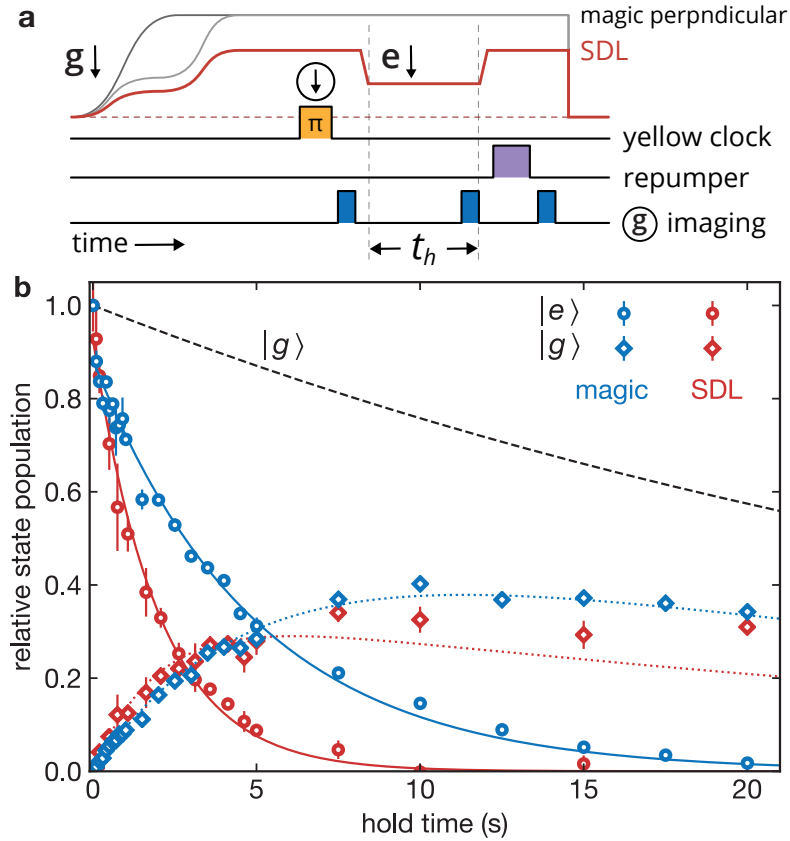 a
magic perpndicular
SDL
g
e
π
yellow clock
repumper
g imaging
time
t_h
b
|g⟩
|e⟩
|g⟩
magic SDL
relative state population
1.0
0.8
0.6
0.4
0.2
0.0
0 5 10 15 20
hold time (s)